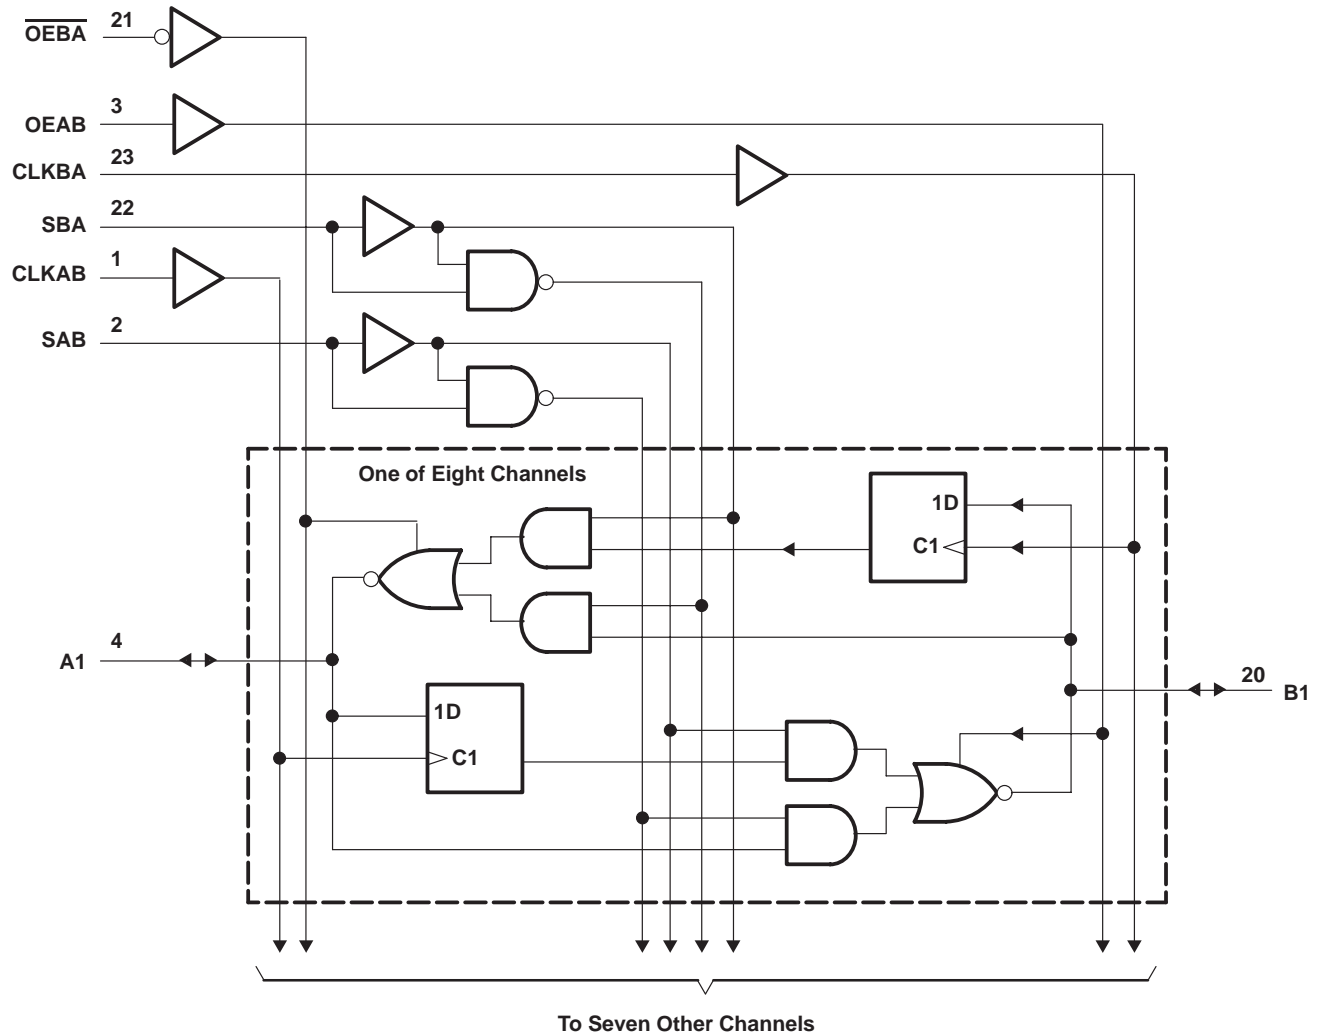 O̅E̅B̅A̅ 21
OEAB 3
CLKBA 23
SBA 22
CLKAB 1
SAB 2
One of Eight Channels
1D
C1
A1 4
1D
C1
20 B1
To Seven Other Channels